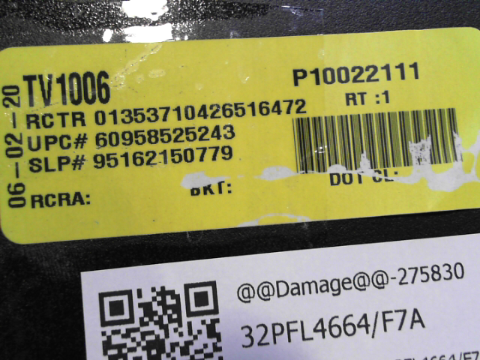 06-02-20
TV1006
P10022111
RCTR 01353710426516472
RT :1
UPC# 60958525243
SLP# 95162150779
RCRA:
BKT:
DOT CL:
@@Damage@@-275830
32PFL4664/F7A